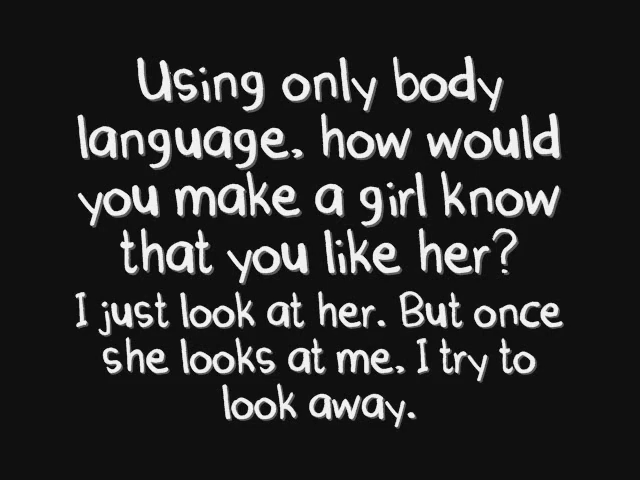 Using only body
language, how would
you make a girl know
that you like her?
I just look at her. But once
she looks at me, I try to
look away.